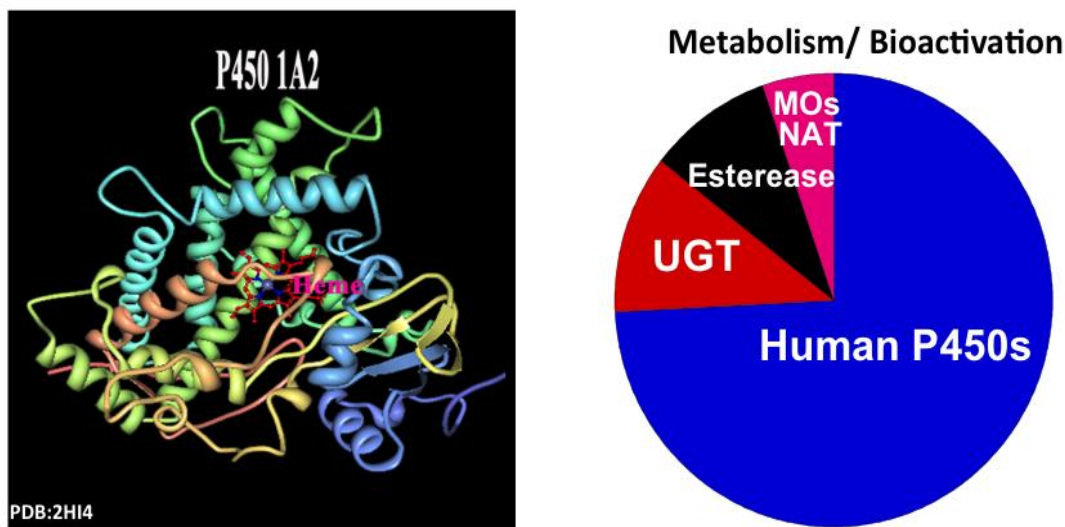 P450 1A2
Heme
PDB:2HI4
Metabolism/ Bioactivation
MOs
NAT
Esterease
UGT
Human P450s